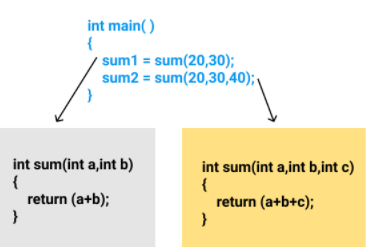 int main( )
{
sum1 = sum(20,30);
sum2 = sum(20,30,40);
}
int sum(int a,int b)
{
return (a+b);
}
int sum(int a,int b,int c)
{
return (a+b+c);
}